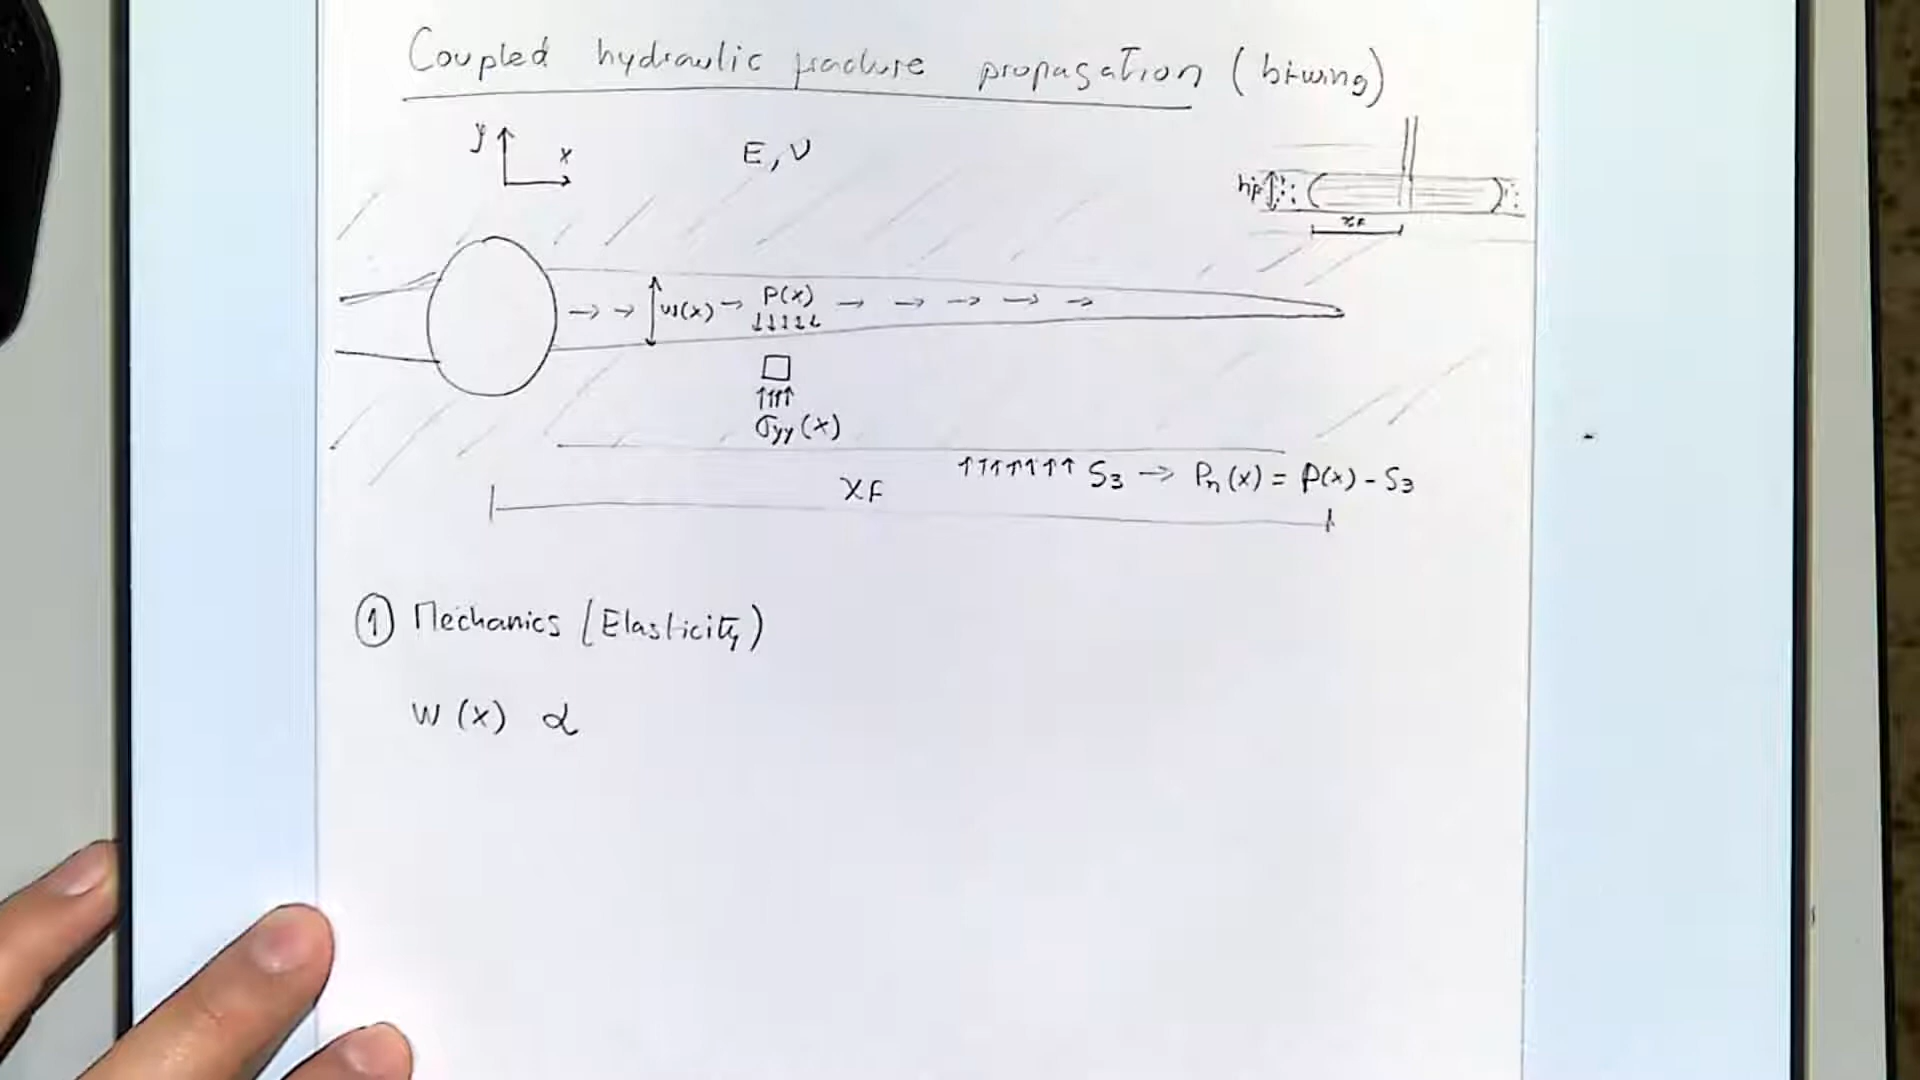 Coupled hydraulic fracture propagation (bi-wing)
y
x
E, ν
hf
xF
w(x)
P(x)
σyy(x)
S3 → Pn(x) = P(x) - S3
xF
① Mechanics (Elasticity)
w(x) ∝